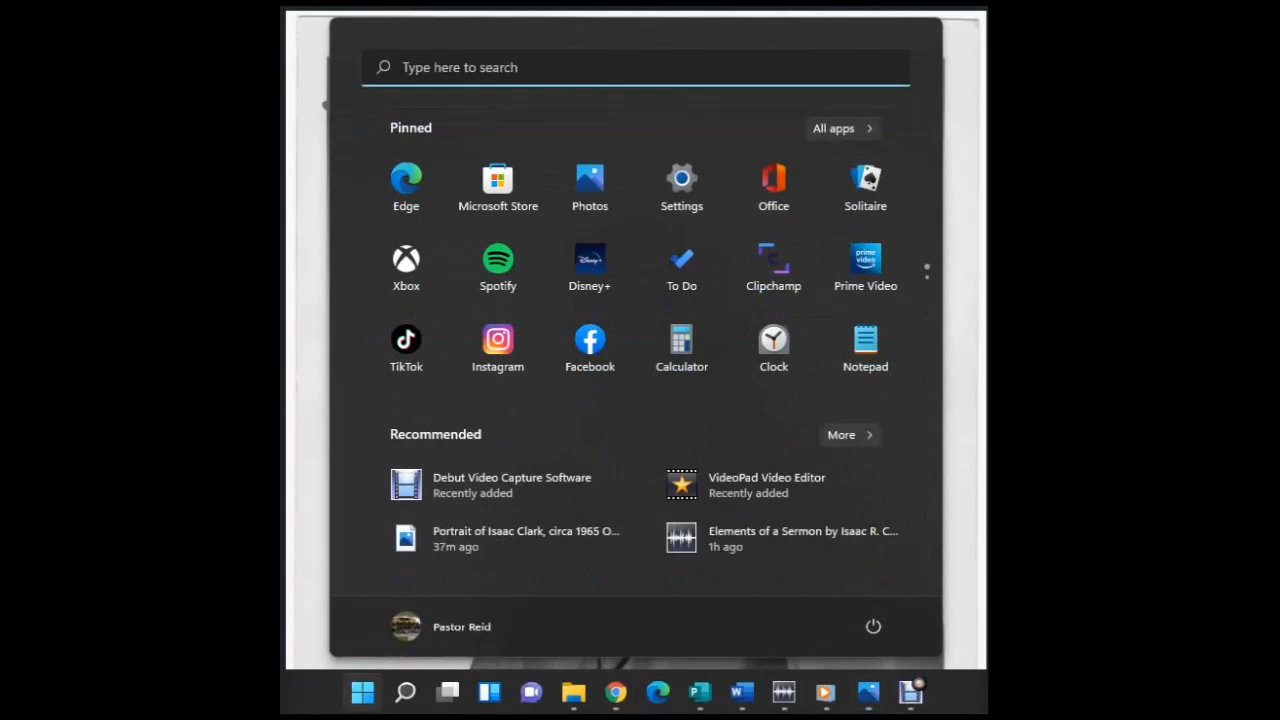 Type here to search
Pinned
All apps
Edge
Microsoft Store
Photos
Settings
Office
Solitaire
Xbox
Spotify
Disney+
To Do
Clipchamp
Prime Video
TikTok
Instagram
Facebook
Calculator
Clock
Notepad
Recommended
More
Debut Video Capture Software
Recently added
VideoPad Video Editor
Recently added
Portrait of Isaac Clark, circa 1965 O...
37m ago
Elements of a Sermon by Isaac R. C...
1h ago
Pastor Reid